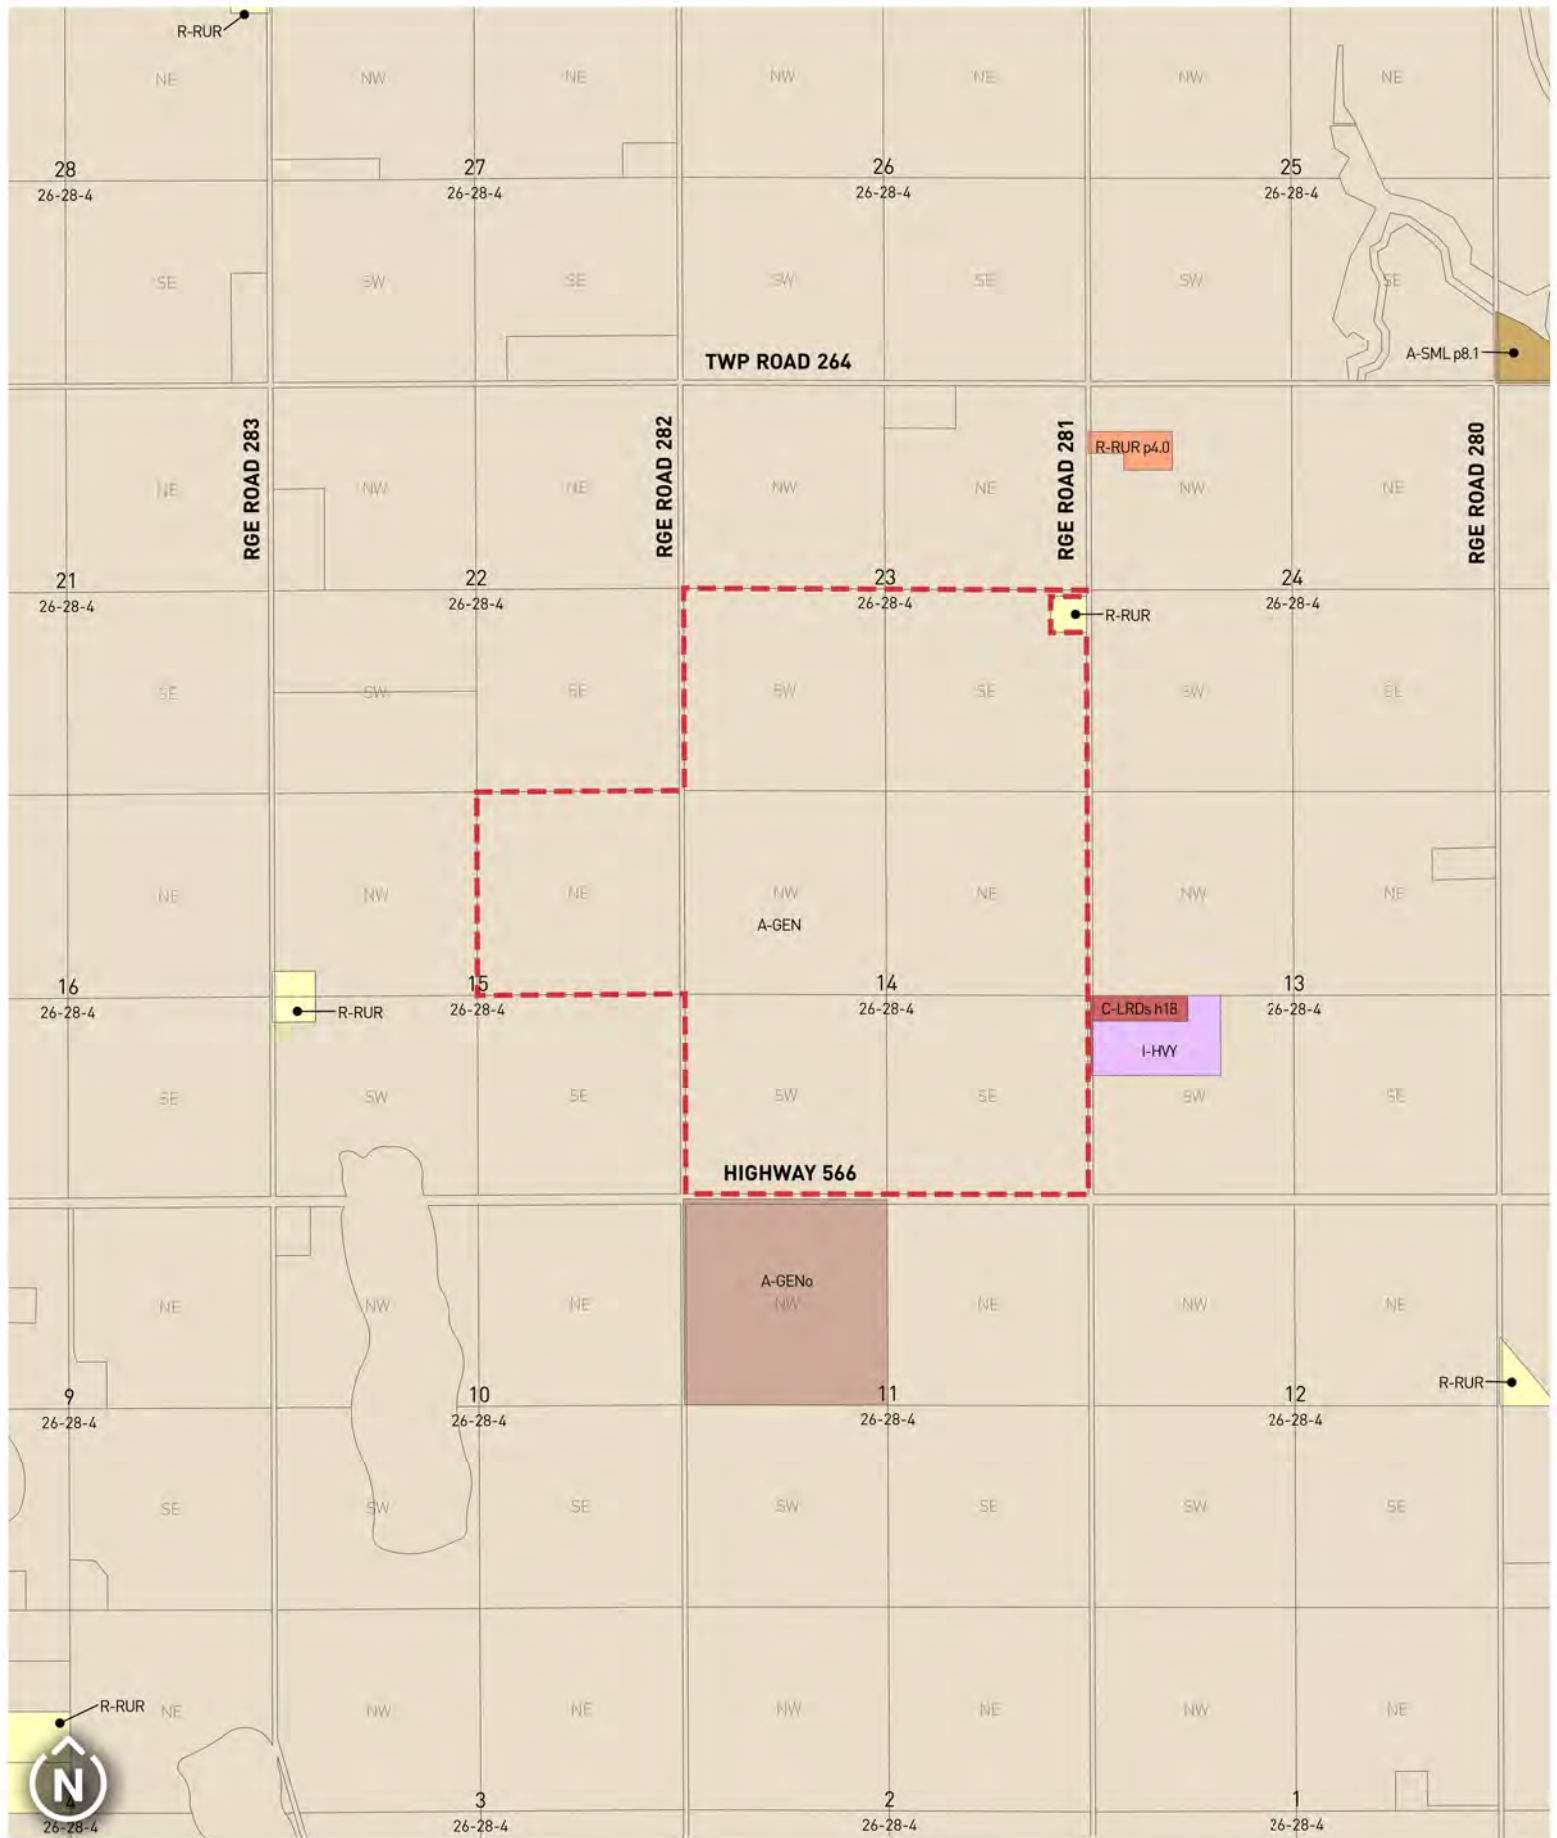 R-RUR
NE
NW
NE
NW
NE
NW
NE
28
26-28-4
27
26-28-4
26
26-28-4
25
26-28-4
SE
SW
SE
SW
SE
SW
SE
A-SML p8.1
TWP ROAD 264
RGE ROAD 283
RGE ROAD 282
RGE ROAD 281
RGE ROAD 280
R-RUR p4.0
NE
NW
NE
NW
NE
NW
NE
21
26-28-4
22
26-28-4
23
26-28-4
24
26-28-4
R-RUR
SE
SW
SE
SW
SE
SW
SE
NE
NW
NE
NW
NE
NW
NE
A-GEN
16
26-28-4
15
26-28-4
14
26-28-4
13
26-28-4
R-RUR
C-LRDs h18
I-HVY
SE
SW
SE
SW
SE
SW
SE
HIGHWAY 566
A-GENo
NE
NW
NE
NW
NE
NW
NE
R-RUR
9
26-28-4
10
26-28-4
11
26-28-4
12
26-28-4
SE
SW
SE
SW
SE
SW
SE
R-RUR
NE
NW
NE
NW
NE
NW
NE
N
4
26-28-4
3
26-28-4
2
26-28-4
1
26-28-4